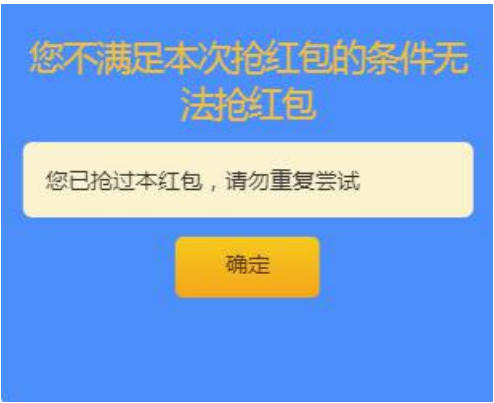 您不满足本次抢红包的条件无
法抢红包
您已抢过本红包，请勿重复尝试
确定